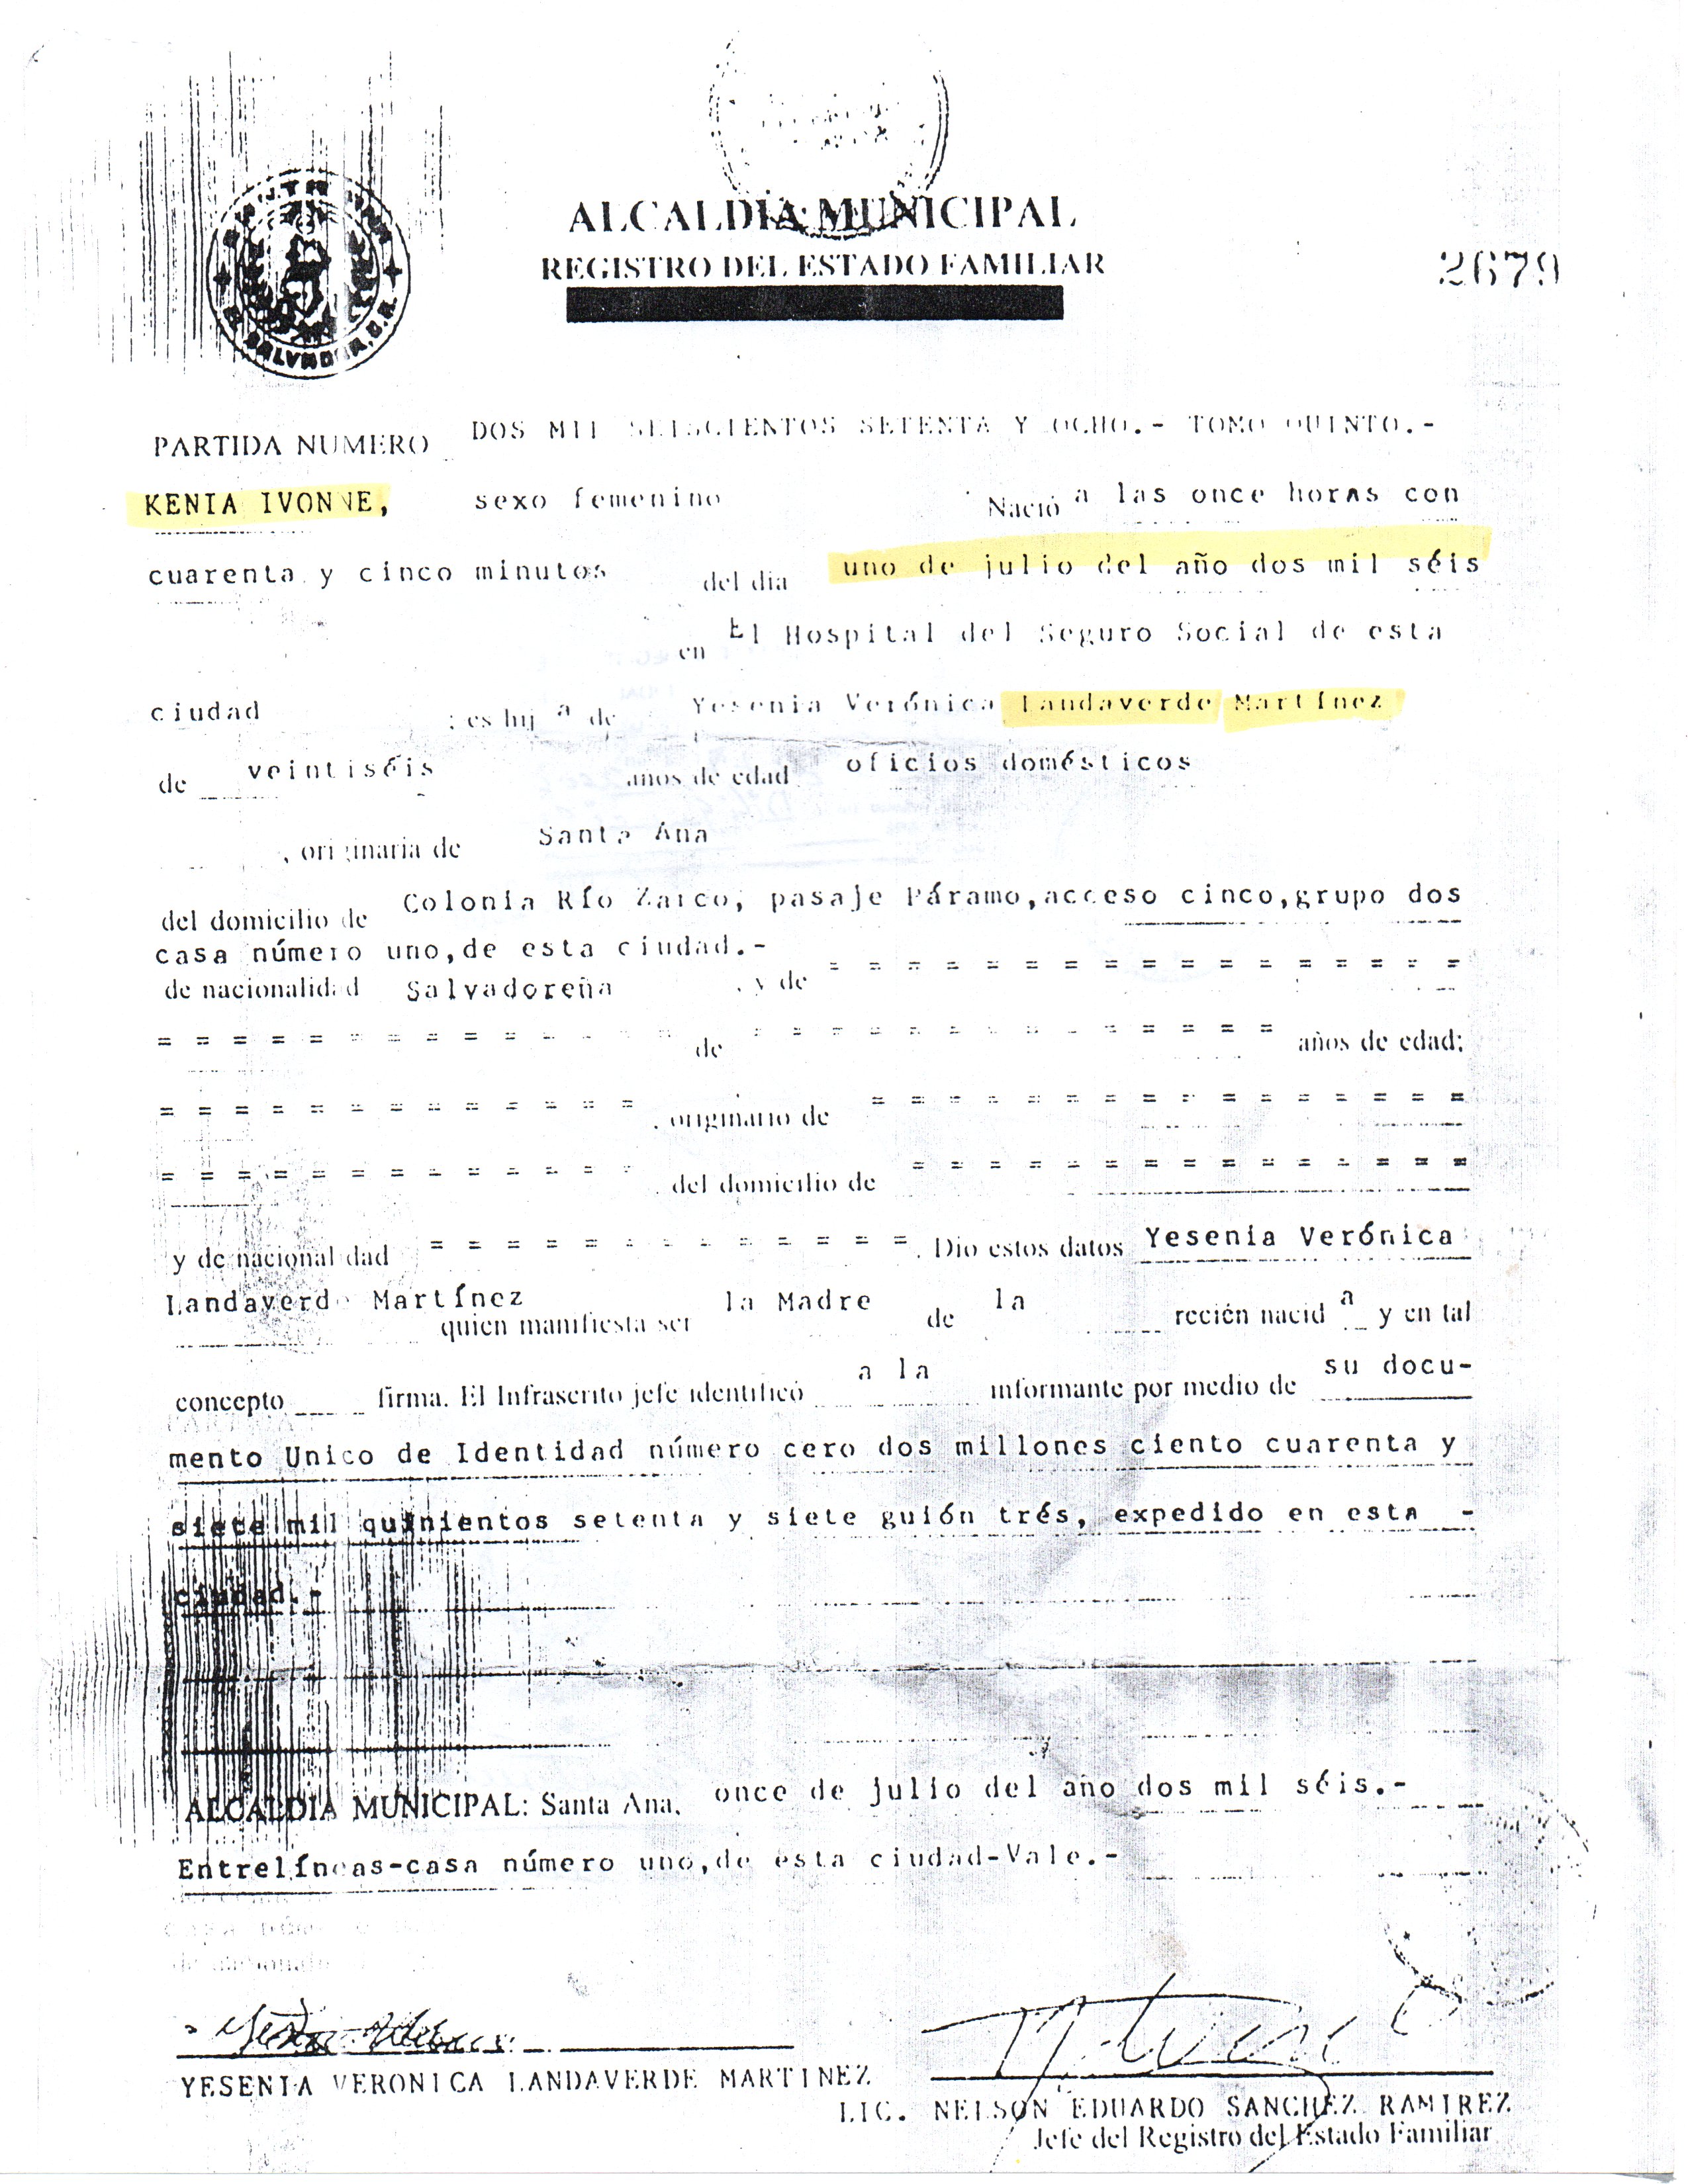 ALCALDÍA MUNICIPAL
REGISTRO DEL ESTADO FAMILIAR
2679
PARTIDA NUMERO DOS MIL SEISCIENTOS SETENTA Y OCHO.- TOMO QUINTO.-
KENIA IVONNE, sexo femenino Nació a las once horas con
cuarenta y cinco minutos del dia uno de julio del año dos mil séis
en El Hospital del Seguro Social de esta
ciudad ; es hija de Yesenia Verónica Landaverde Martínez
de veintiséis años de edad oficios domésticos
, originaria de Santa Ana
del domicilio de Colonia Río Zarco, pasaje Páramo,acceso cinco,grupo dos
casa número uno,de esta ciudad.-
de nacionalidad Salvadoreña , y de = = = = = = = = = = = = = = = = =
= = = = = = = = = = = = = = de = = = = = = = = = = = = = = años de edad;
= = = = = = = = = = = = = , originario de = = = = = = = = = = = = = = = =
= = = = = = = = = = = = = , del domicilio de = = = = = = = = = = = = = = =
y de nacionalidad = = = = = = = = = = = = = . Dio estos datos Yesenia Verónica
Landaverde Martínez quien manifiesta ser la Madre de la recién nacida y en tal
concepto firma. El Infrascrito jefe identificó a la informante por medio de su docu-
mento Unico de Identidad número cero dos millones ciento cuarenta y
siete mil quinientos setenta y siete guión trés, expedido en esta -
ciudad.-
ALCALDIA MUNICIPAL: Santa Ana, once de julio del año dos mil séis.-
Entrelíneas-casa número uno,de esta ciudad-Vale.-
YESENIA VERONICA LANDAVERDE MARTINEZ
LIC. NELSON EDUARDO SANCHEZ RAMIREZ
Jefe del Registro del Estado Familiar